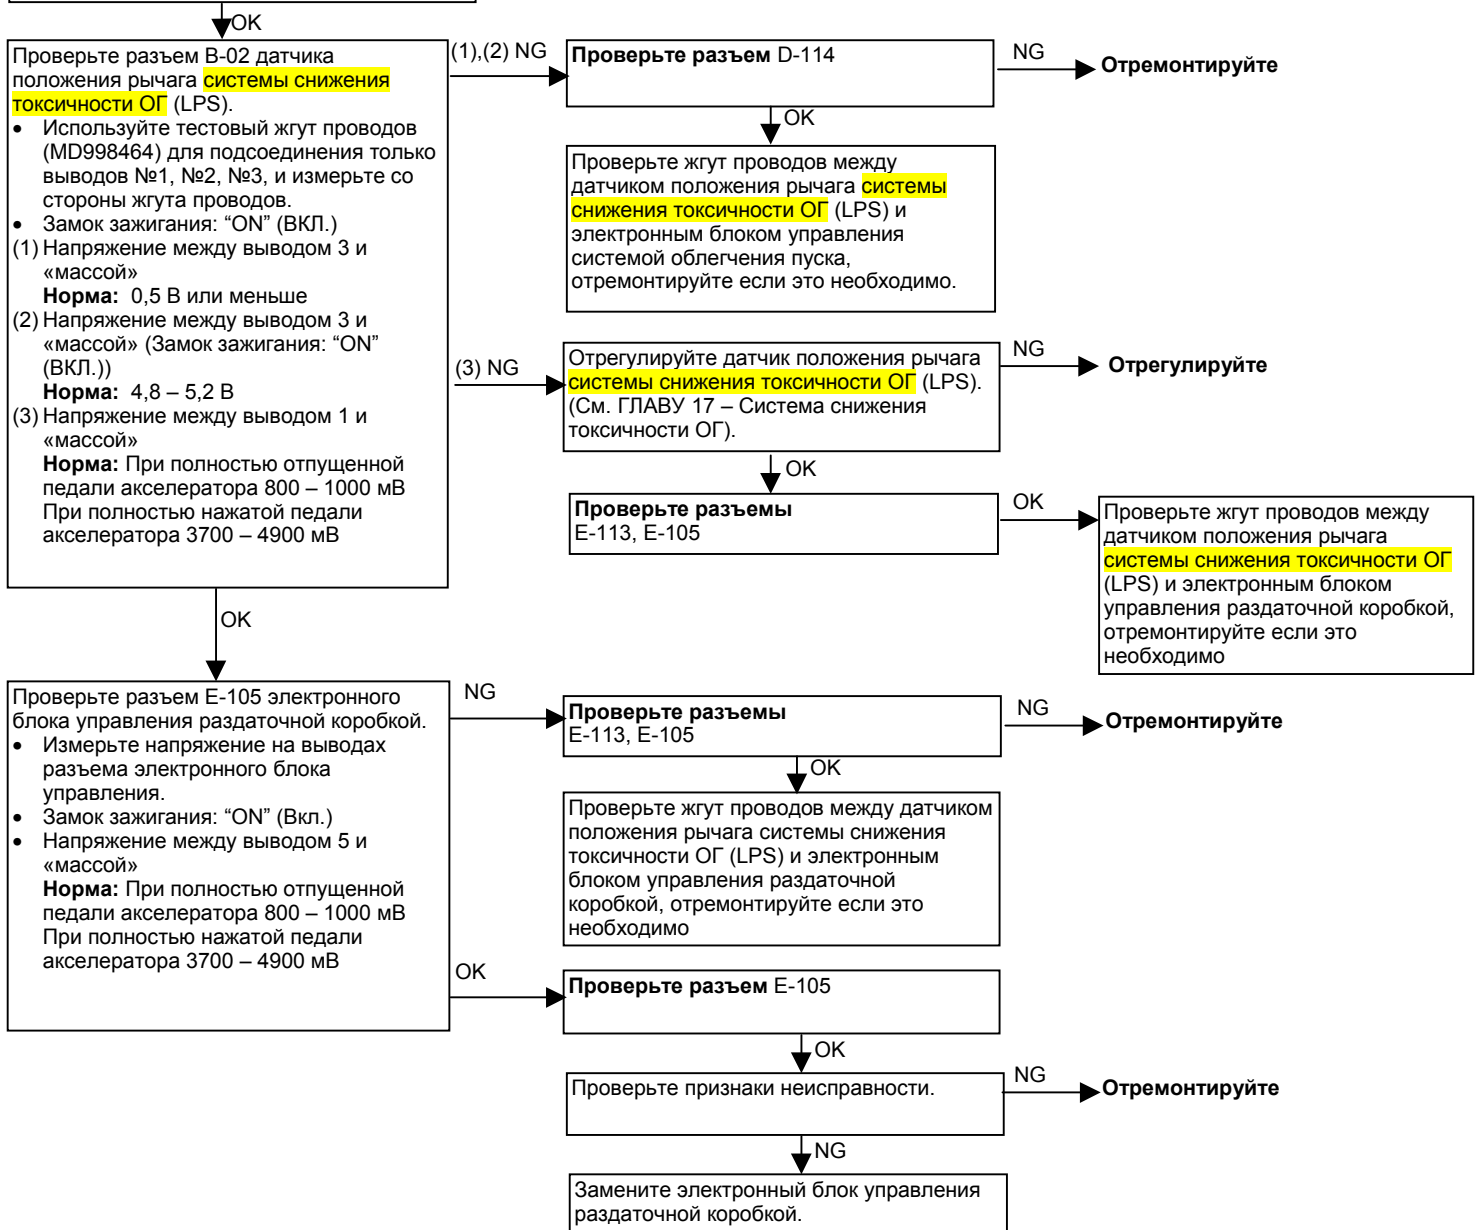 OK
Проверьте разъем B-02 датчика
положения рычага системы снижения
токсичности ОГ (LPS).
• Используйте тестовый жгут проводов
(MD998464) для подсоединения только
выводов №1, №2, №3, и измерьте со
стороны жгута проводов.
• Замок зажигания: “ON” (ВКЛ.)
(1) Напряжение между выводом 3 и
«массой»
Норма: 0,5 В или меньше
(2) Напряжение между выводом 3 и
«массой» (Замок зажигания: “ON”
(ВКЛ.))
Норма: 4,8 – 5,2 В
(3) Напряжение между выводом 1 и
«массой»
Норма: При полностью отпущенной
педали акселератора 800 – 1000 мВ
При полностью нажатой педали
акселератора 3700 – 4900 мВ
(1),(2) NG
Проверьте разъем D-114
NG
Отремонтируйте
OK
Проверьте жгут проводов между
датчиком положения рычага системы
снижения токсичности ОГ (LPS) и
электронным блоком управления
системой облегчения пуска,
отремонтируйте если это необходимо.
(3) NG
Отрегулируйте датчик положения рычага
системы снижения токсичности ОГ (LPS).
(См. ГЛАВУ 17 – Система снижения
токсичности ОГ).
NG
Отрегулируйте
OK
Проверьте разъемы
E-113, E-105
OK
Проверьте жгут проводов между
датчиком положения рычага
системы снижения токсичности ОГ
(LPS) и электронным блоком
управления раздаточной коробкой,
отремонтируйте если это
необходимо
OK
Проверьте разъем E-105 электронного
блока управления раздаточной коробкой.
• Измерьте напряжение на выводах
разъема электронного блока
управления.
• Замок зажигания: “ON” (Вкл.)
• Напряжение между выводом 5 и
«массой»
Норма: При полностью отпущенной
педали акселератора 800 – 1000 мВ
При полностью нажатой педали
акселератора 3700 – 4900 мВ
NG
Проверьте разъемы
E-113, E-105
NG
Отремонтируйте
OK
Проверьте жгут проводов между датчиком
положения рычага системы снижения
токсичности ОГ (LPS) и электронным
блоком управления раздаточной
коробкой, отремонтируйте если это
необходимо
OK
Проверьте разъем E-105
OK
Проверьте признаки неисправности.
NG
Отремонтируйте
NG
Замените электронный блок управления
раздаточной коробкой.